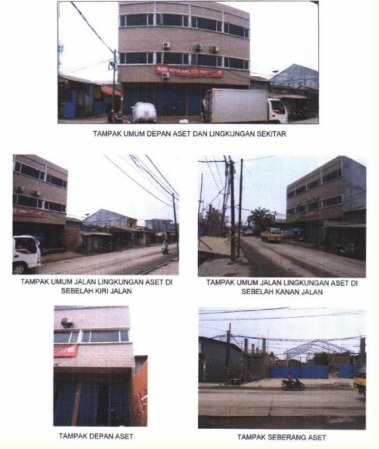 TAMPAK UMUM DEPAN ASET DAN LINGKUNGAN SEKITAR
TAMPAK UMUM JALAN LINGKUNGAN ASET DI
SEBELAH KIRI JALAN
TAMPAK UMUM JALAN LINGKUNGAN ASET DI
SEBELAH KANAN JALAN
TAMPAK DEPAN ASET
TAMPAK SEBERANG ASET